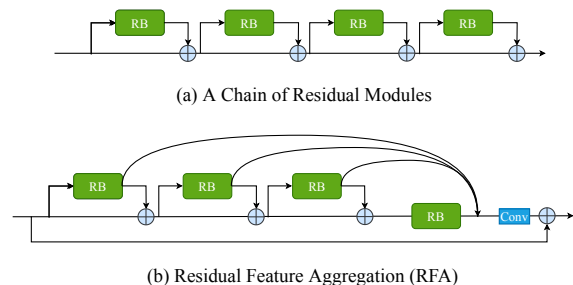 RB RB RB RB
(a) A Chain of Residual Modules
RB RB RB RB Conv
(b) Residual Feature Aggregation (RFA)